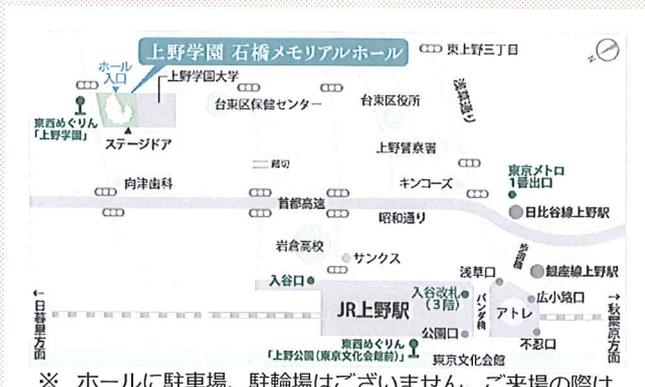 上野学園 石橋メモリアルホール
東上野三丁目
ホール
入口
上野学園大学
台東区保健センター
台東区役所
浅草通り
東西めぐりん
「上野学園」
ステージドア
上野警察署
踏切
東京メトロ
1番出口
向津歯科
キンコーズ
首都高速
昭和通り
日比谷線上野駅
岩倉高校
サンクス
歩道橋
銀座線上野駅
入谷口
浅草口
入谷改札
(3階)
広小路口
←日暮里方面
JR上野駅
パンダ橋
アトレ
→秋葉原方面
公園口
不忍口
東西めぐりん
「上野公園(東京文化会館前)」
東京文化会館
※ ホールに駐車場、駐輪場はございません。ご来場の際は